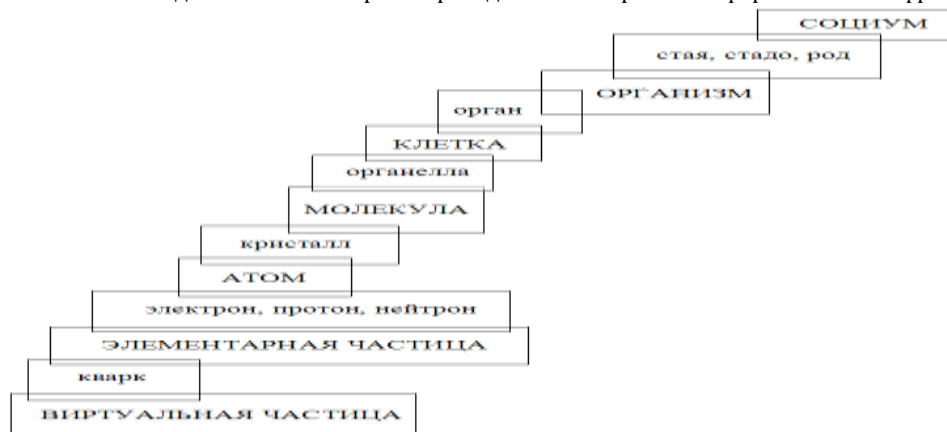 СОЦИУМ
стая, стадо, род
ОРГАНИЗМ
орган
КЛЕТКА
органелла
МОЛЕКУЛА
кристалл
АТОМ
электрон, протон, нейтрон
ЭЛЕМЕНТАРНАЯ ЧАСТИЦА
кварк
ВИРТУАЛЬНАЯ ЧАСТИЦА